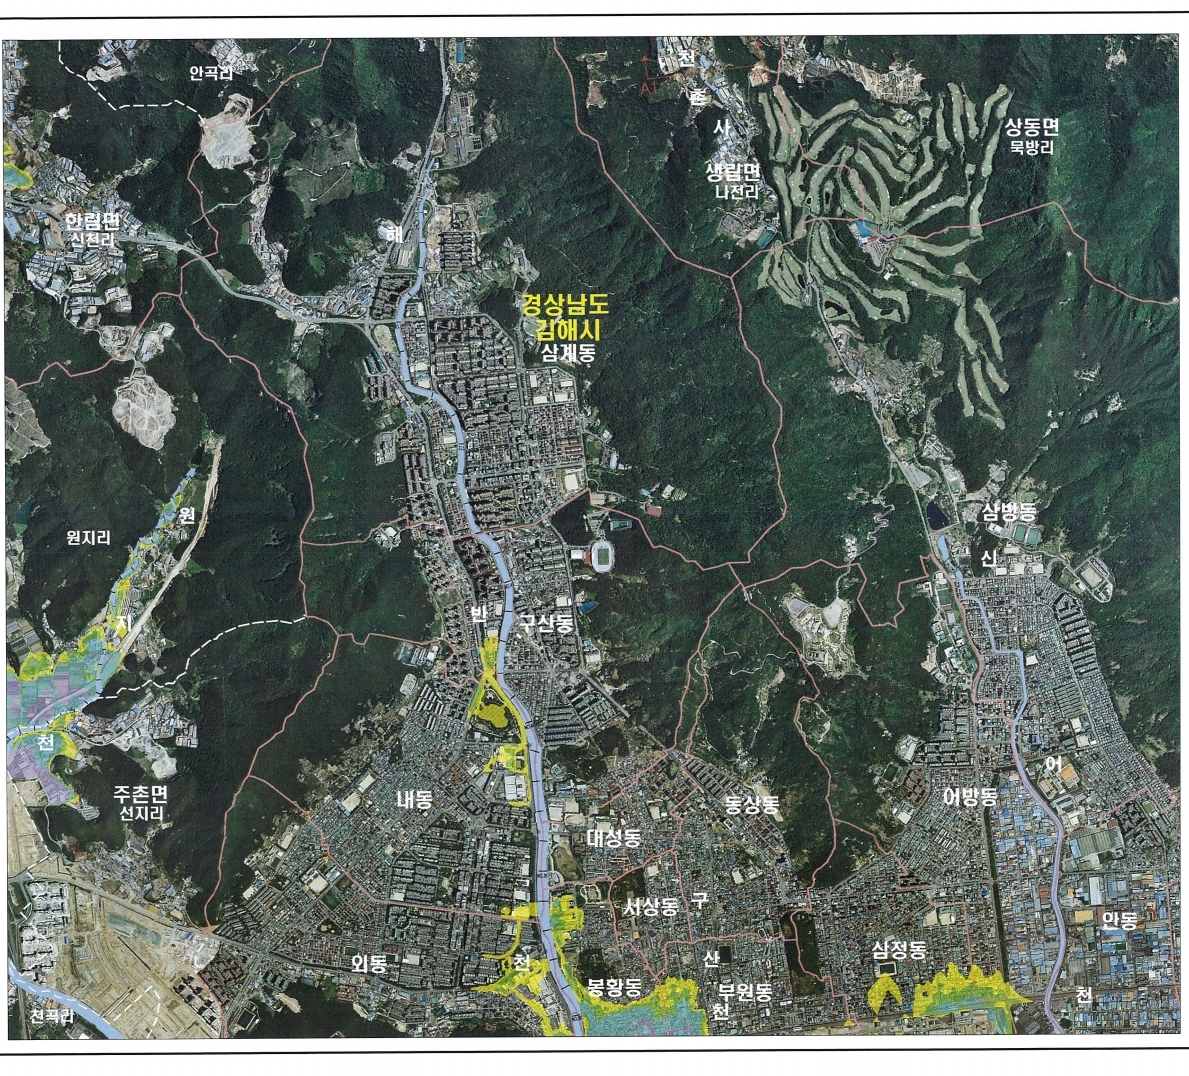 안곡리
천
촌
사
A
상동면
묵방리
생림면
나전리
한림면
신천리
해
경상남도
김해시
삼계동
삼방동
원
원지리
신
지
반
구산동
천
어
주촌면
선지리
내동
동상동
어방동
대성동
서상동
구
안동
외동
천
산
삼정동
봉황동
부원동
천
천
천곡리